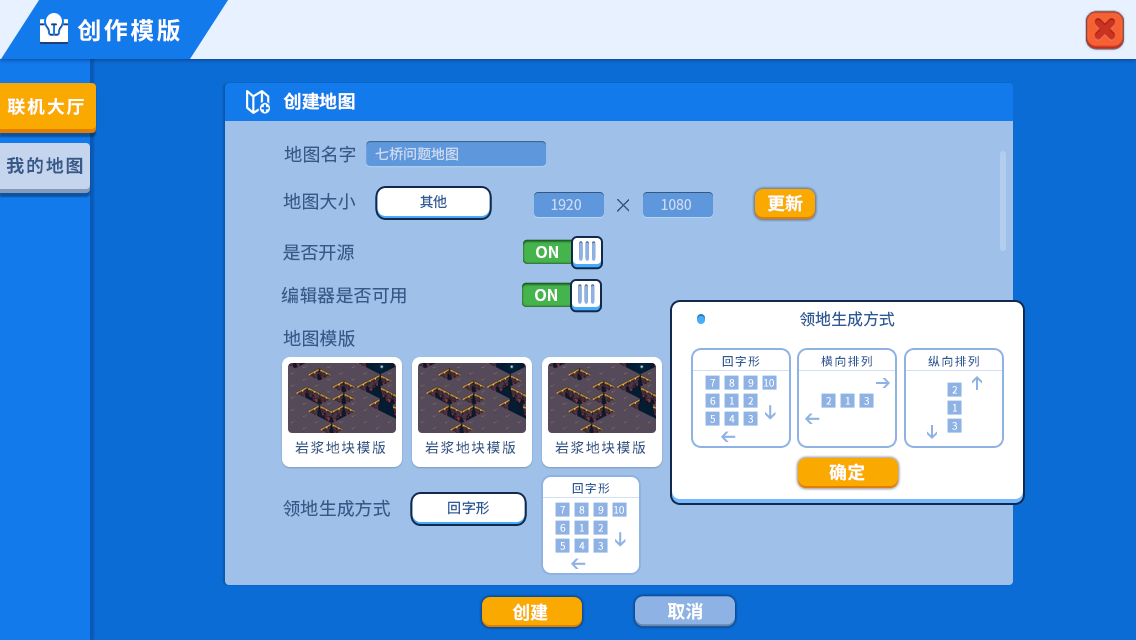 创作模版
联机大厅
我的地图
创建地图
地图名字 七桥问题地图
地图大小 其他 1920 × 1080 更新
是否开源 ON
编辑器是否可用 ON
地图模版
岩浆地块模版 岩浆地块模版 岩浆地块模版
领地生成方式 回字形
回字形
7 8 9 10
6 1 2
5 4 3
领地生成方式
回字形 横向排列 纵向排列
7 8 9 10
6 1 2
5 4 3
2 1 3
2
1
3
确定
创建 取消